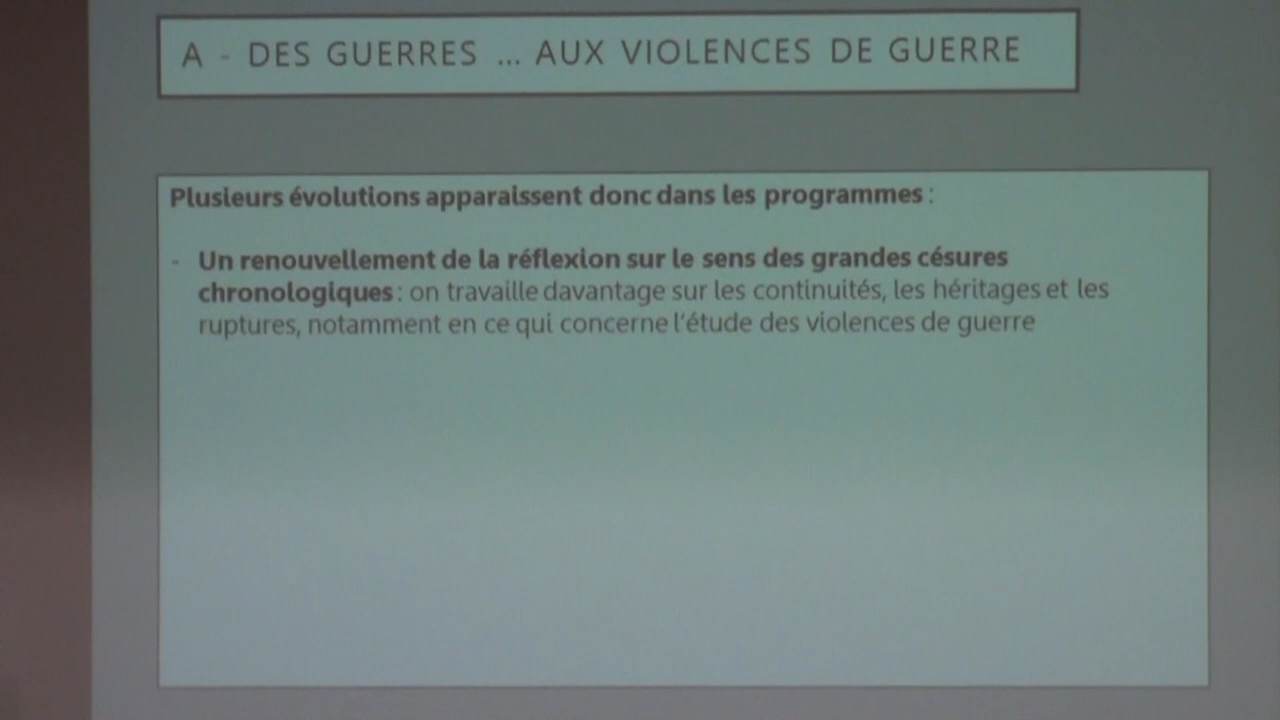 A - DES GUERRES ... AUX VIOLENCES DE GUERRE
Plusieurs évolutions apparaissent donc dans les programmes :
- Un renouvellement de la réflexion sur le sens des grandes césures
chronologiques : on travaille davantage sur les continuités, les héritages et les
ruptures, notamment en ce qui concerne l'étude des violences de guerre